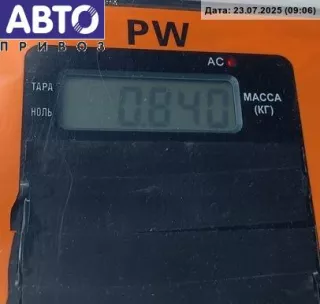 АВТО
ПРИВОЗ
Дата: 23.07.2025 (09:06)
PW
AC
ТАРА
НОЛЬ
0.840
МАССА
(КГ)